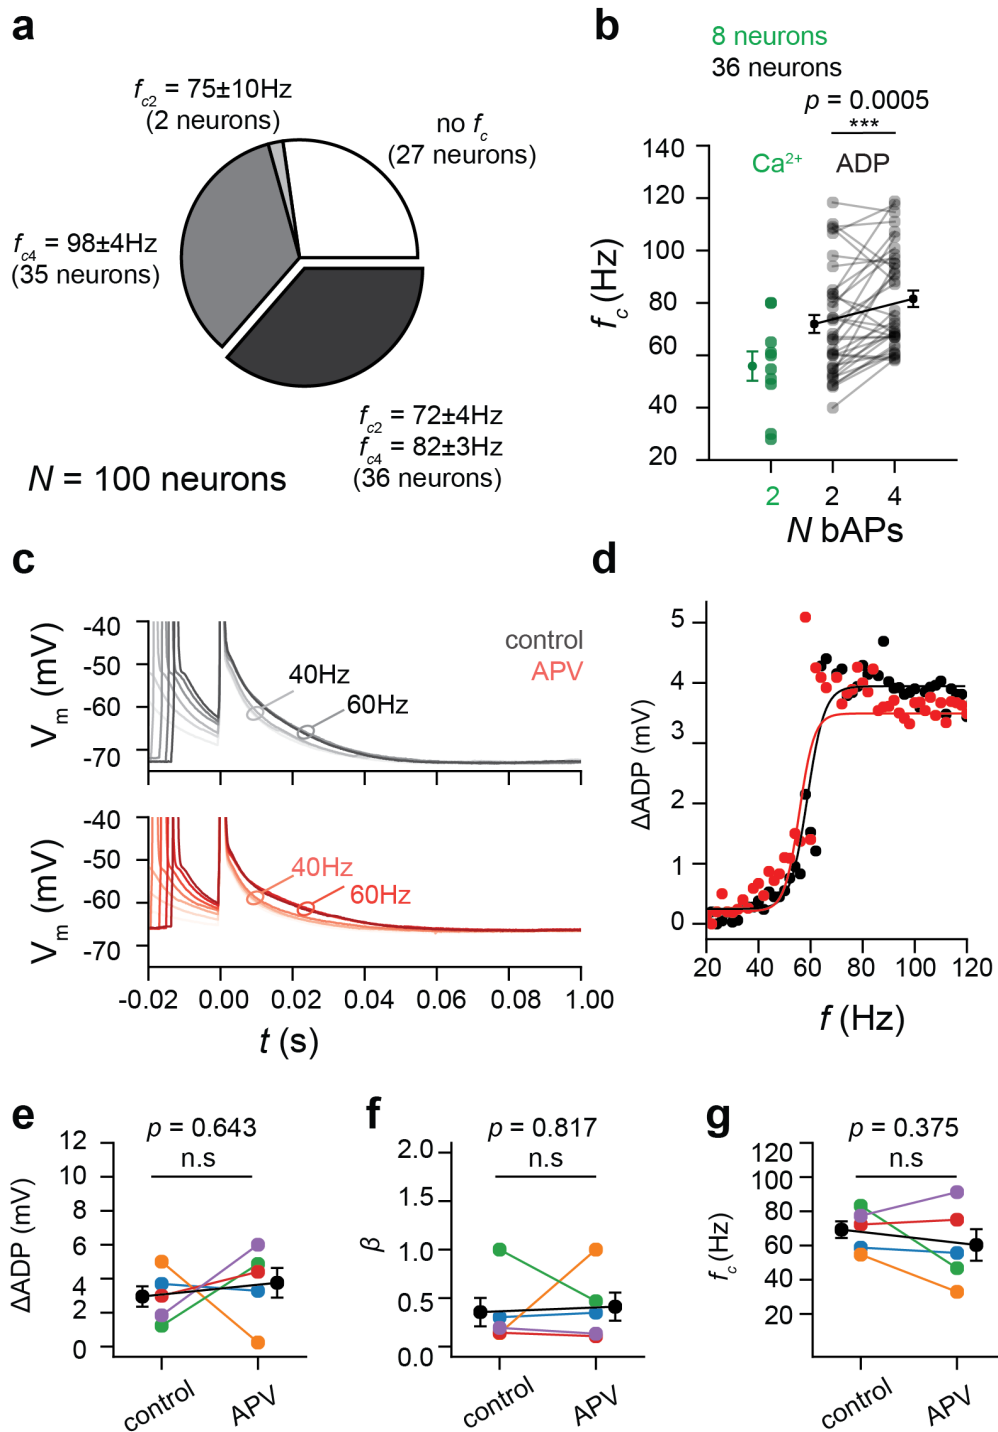 a
f_c2 = 75±10Hz
(2 neurons)
no f_c
(27 neurons)
f_c4 = 98±4Hz
(35 neurons)
f_c2 = 72±4Hz
f_c4 = 82±3Hz
(36 neurons)
N = 100 neurons
b
8 neurons
36 neurons
p = 0.0005
***
Ca²⁺ ADP
140
120
100
80
60
40
20
f_c (Hz)
2 2 4
N bAPs
c
control
APV
-40
-50
-60
-70
V_m (mV)
40Hz
60Hz
-40
-50
-60
-70
V_m (mV)
40Hz
60Hz
-0.02 0.00 0.02 0.04 0.06 0.08 1.00
t (s)
d
5
4
3
2
1
0
ΔADP (mV)
20 40 60 80 100 120
f (Hz)
e
p = 0.643
n.s
12
10
8
6
4
2
0
ΔADP (mV)
control APV
f
p = 0.817
n.s
2.0
1.5
1.0
0.5
0.0
β
control APV
g
p = 0.375
n.s
120
100
80
60
40
20
f_c (Hz)
control APV